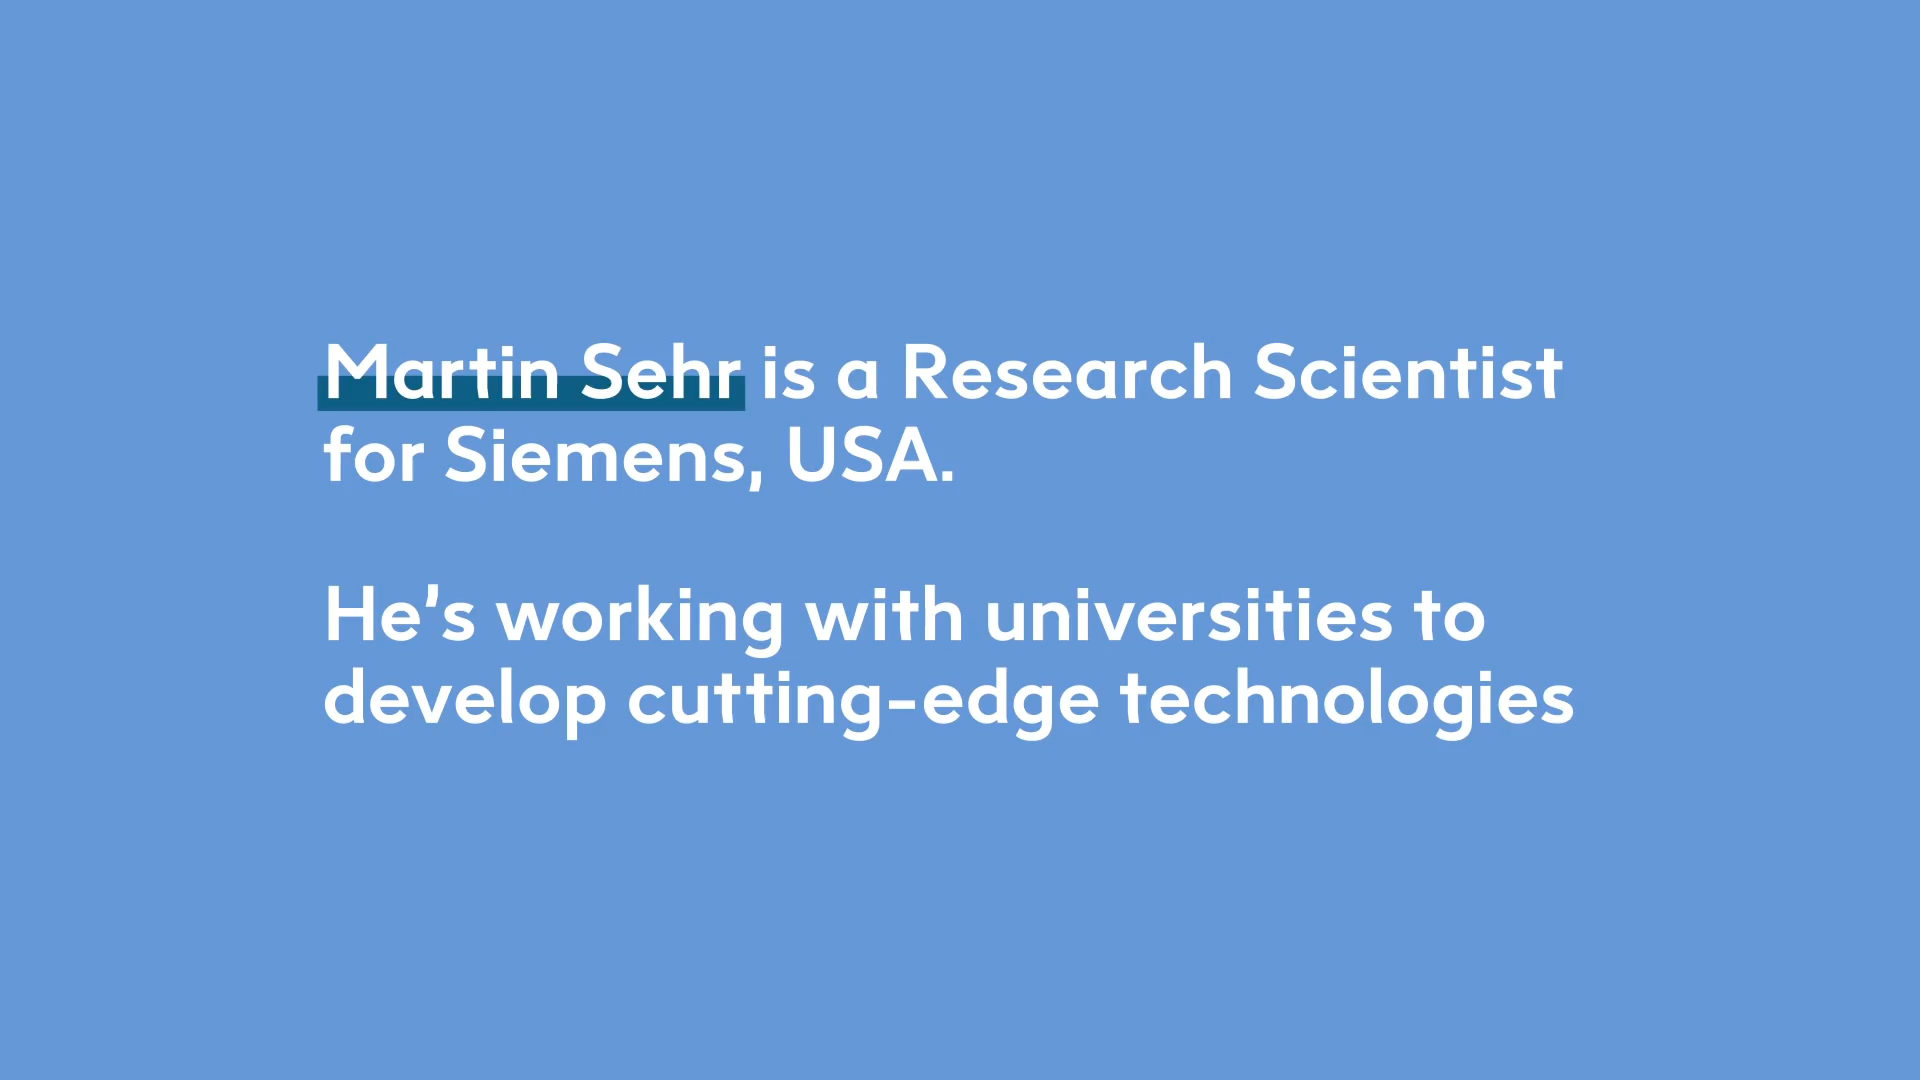 Martin Sehr is a Research Scientist
for Siemens, USA.
He's working with universities to
develop cutting-edge technologies